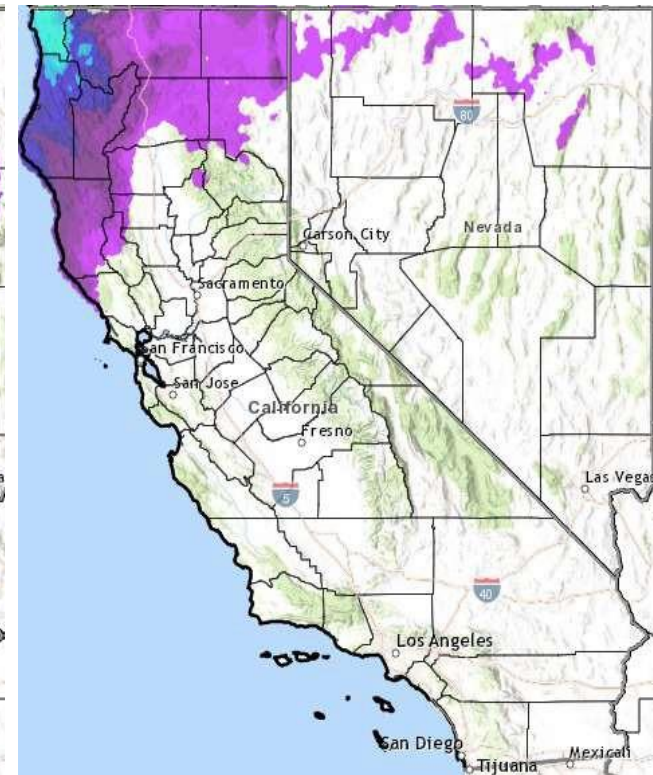 80
Nevada
Carson City
Sacramento
San Francisco
San Jose
California
Fresno
5
Las Vegas
40
Los Angeles
San Diego
Tijuana
Mexicali